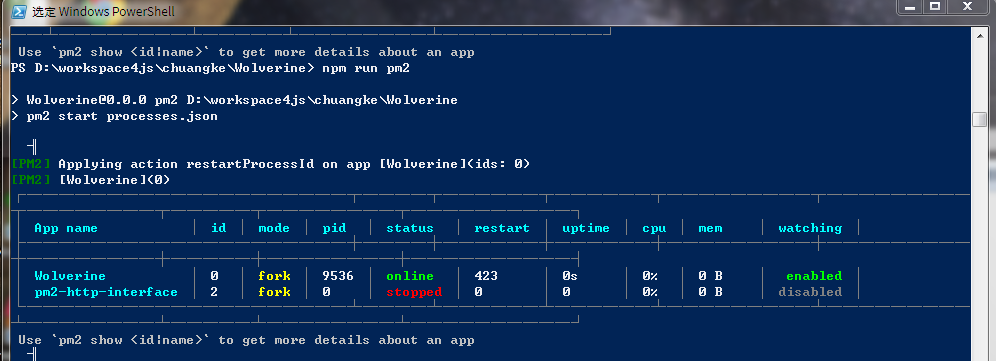 选定 Windows PowerShell
Use `pm2 show <id|name>` to get more details about an app
PS D:\workspace4js\chuangke\Wolverine> npm run pm2
> Wolverine@0.0.0 pm2 D:\workspace4js\chuangke\Wolverine
> pm2 start processes.json
[PM2] Applying action restartProcessId on app [Wolverine](ids: 0)
[PM2] [Wolverine](0)
App name │ id │ mode │ pid │ status │ restart │ uptime │ cpu │ mem │ watching │
Wolverine │ 0 │ fork │ 9536 │ online │ 423 │ 0s │ 0% │ 0 B │ enabled │
pm2-http-interface │ 2 │ fork │ 0 │ stopped │ 0 │ 0 │ 0% │ 0 B │ disabled │
Use `pm2 show <id|name>` to get more details about an app